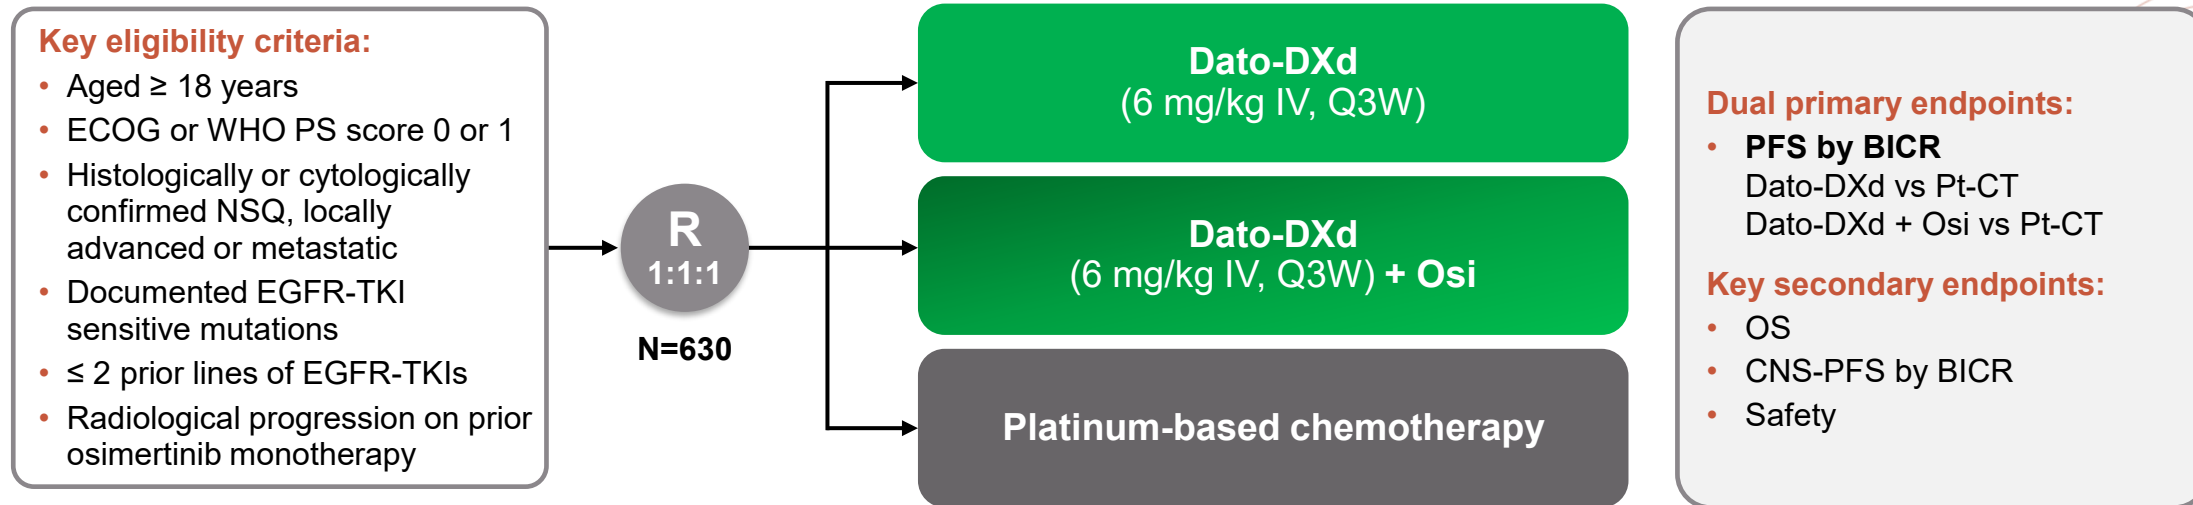 Key eligibility criteria:
• Aged ≥ 18 years
• ECOG or WHO PS score 0 or 1
• Histologically or cytologically
confirmed NSQ, locally
advanced or metastatic
• Documented EGFR-TKI
sensitive mutations
• ≤ 2 prior lines of EGFR-TKIs
• Radiological progression on prior
osimertinib monotherapy
R
1:1:1
N=630
Dato-DXd
(6 mg/kg IV, Q3W)
Dato-DXd
(6 mg/kg IV, Q3W) + Osi
Platinum-based chemotherapy
Dual primary endpoints:
• PFS by BICR
Dato-DXd vs Pt-CT
Dato-DXd + Osi vs Pt-CT
Key secondary endpoints:
• OS
• CNS-PFS by BICR
• Safety